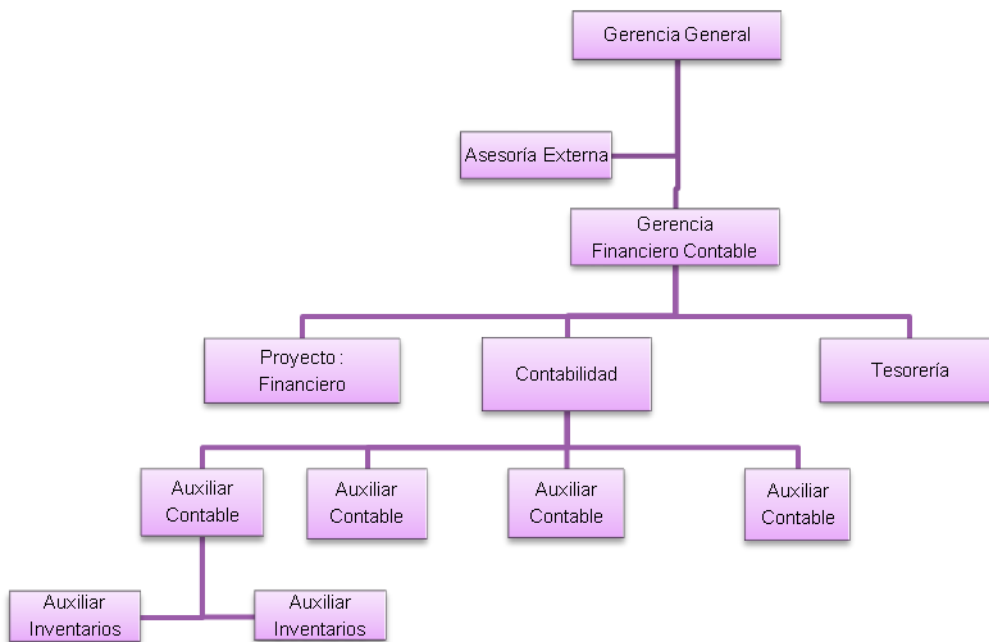 Gerencia General
Asesoría Externa
Gerencia
Financiero Contable
Proyecto :
Financiero
Contabilidad
Tesorería
Auxiliar
Contable
Auxiliar
Contable
Auxiliar
Contable
Auxiliar
Contable
Auxiliar
Inventarios
Auxiliar
Inventarios